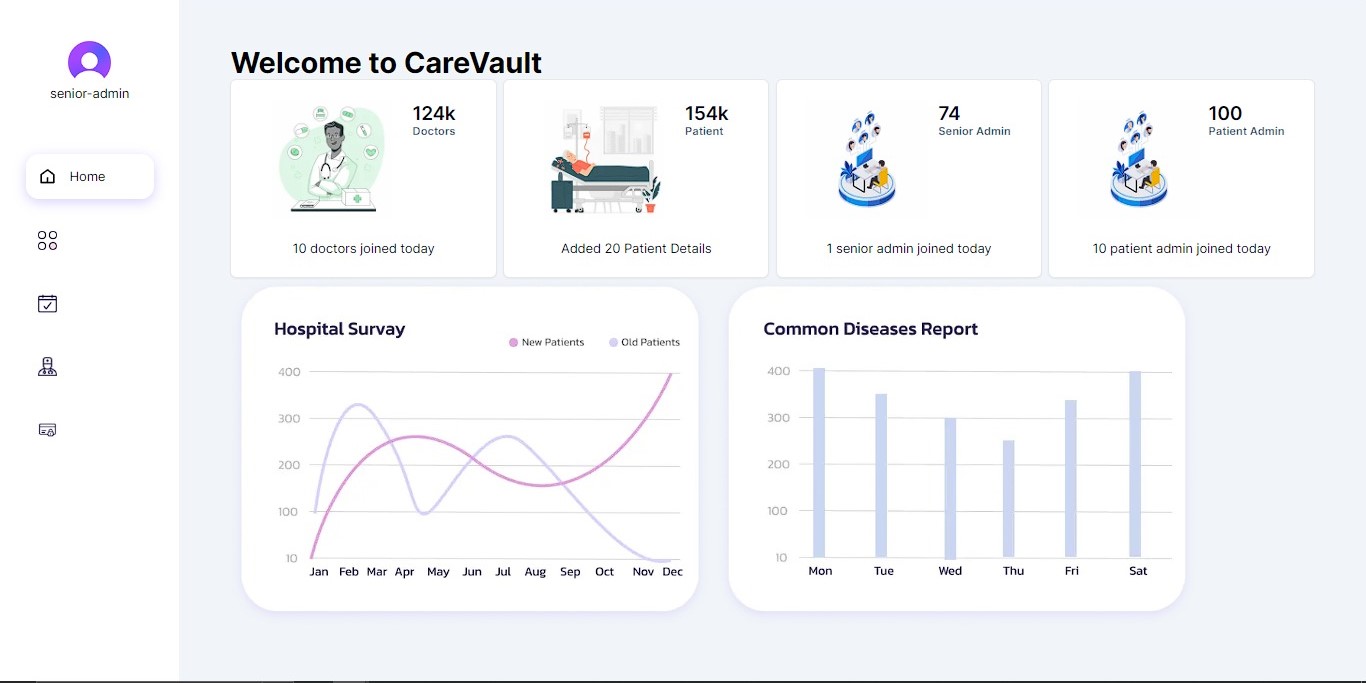 senior-admin
Home
Welcome to CareVault
124k
Doctors
10 doctors joined today
154k
Patient
Added 20 Patient Details
74
Senior Admin
1 senior admin joined today
100
Patient Admin
10 patient admin joined today
Hospital Survay
New Patients Old Patients
400
300
200
100
10
Jan Feb Mar Apr May Jun Jul Aug Sep Oct Nov Dec
Common Diseases Report
400
300
200
100
10
Mon Tue Wed Thu Fri Sat